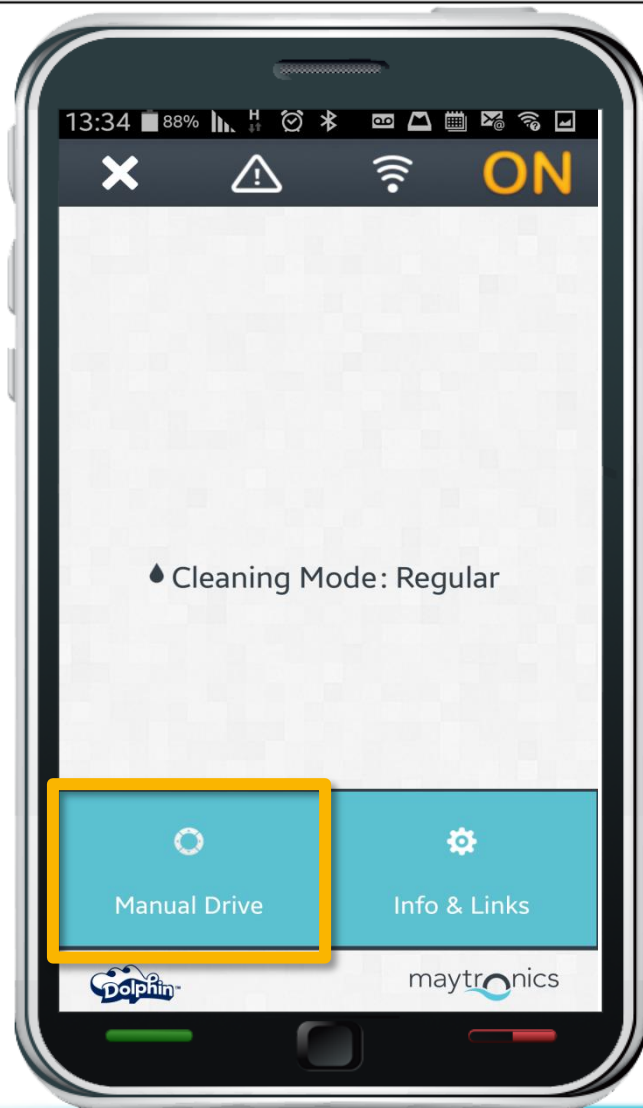 13:34 88% H
ON
Cleaning Mode: Regular
Manual Drive
Info & Links
Dolphin
maytronics